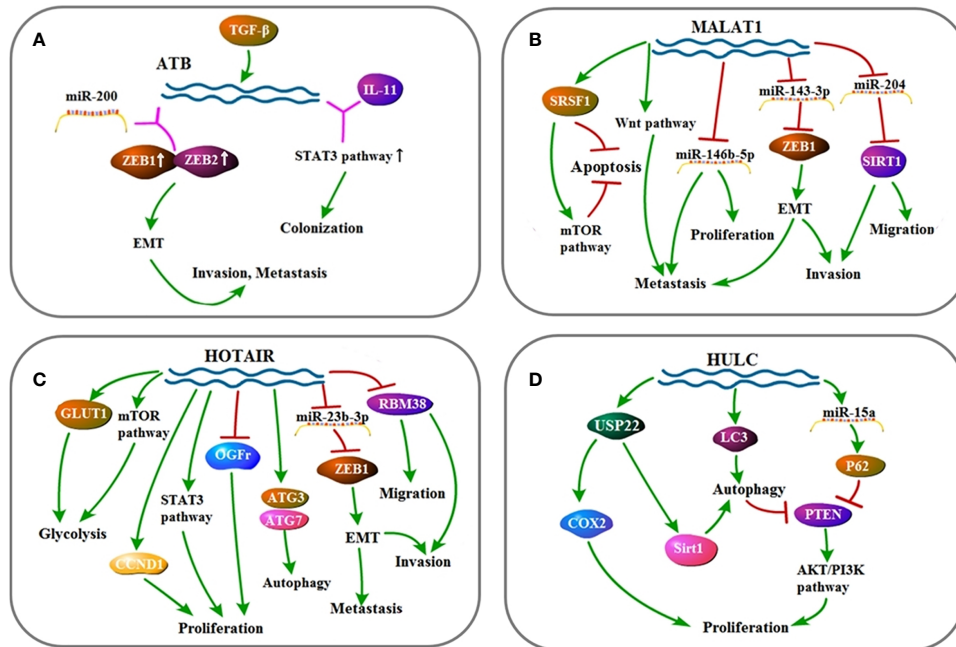 A
TGF-β
ATB
IL-11
miR-200
ZEB1↑ ZEB2↑
STAT3 pathway ↑
Colonization
EMT
Invasion, Metastasis
B
MALAT1
SRSF1
miR-143-3p
miR-204
Wnt pathway
ZEB1
SIRT1
Apoptosis
miR-146b-5p
EMT
mTOR
pathway
Proliferation
Migration
Metastasis
Invasion
C
HOTAIR
GLUT1
mTOR
pathway
miR-23b-3p
RBM38
OGFr
ZEB1
STAT3
pathway
ATG3
ATG7
Migration
Glycolysis
EMT
CCND1
Autophagy
Invasion
Metastasis
Proliferation
D
HULC
USP22
LC3
miR-15a
P62
Autophagy
PTEN
COX2
Sirt1
AKT/PI3K
pathway
Proliferation